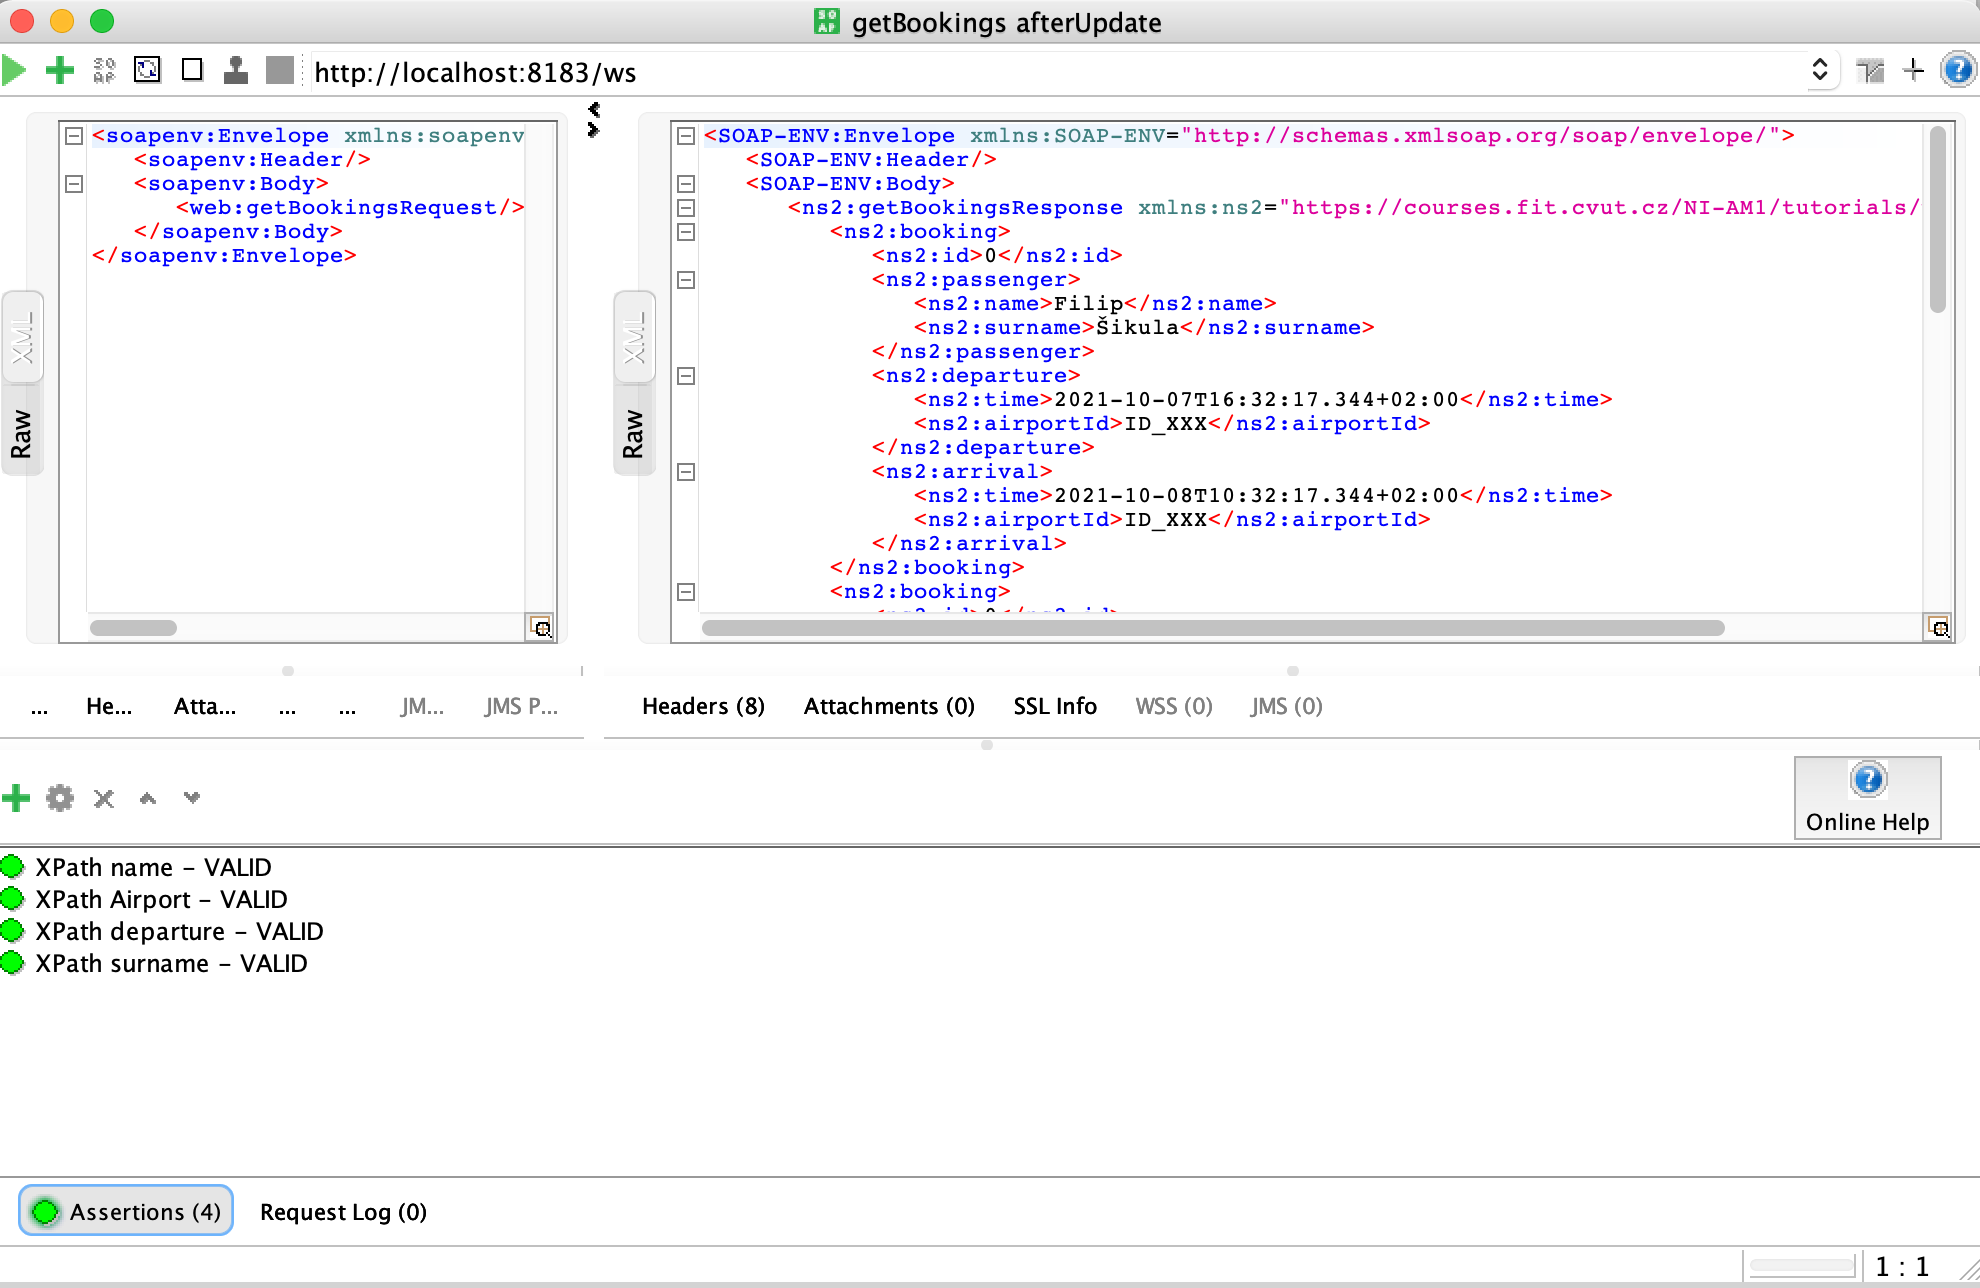 getBookings afterUpdate
http://localhost:8183/ws
<soapenv:Envelope xmlns:soapenv
<soapenv:Header/>
<soapenv:Body>
<web:getBookingsRequest/>
</soapenv:Body>
</soapenv:Envelope>
XML
Raw
<SOAP-ENV:Envelope xmlns:SOAP-ENV="http://schemas.xmlsoap.org/soap/envelope/">
<SOAP-ENV:Header/>
<SOAP-ENV:Body>
<ns2:getBookingsResponse xmlns:ns2="https://courses.fit.cvut.cz/NI-AM1/tutorials/
<ns2:booking>
<ns2:id>0</ns2:id>
<ns2:passenger>
<ns2:name>Filip</ns2:name>
<ns2:surname>Šikula</ns2:surname>
</ns2:passenger>
<ns2:departure>
<ns2:time>2021-10-07T16:32:17.344+02:00</ns2:time>
<ns2:airportId>ID_XXX</ns2:airportId>
</ns2:departure>
<ns2:arrival>
<ns2:time>2021-10-08T10:32:17.344+02:00</ns2:time>
<ns2:airportId>ID_XXX</ns2:airportId>
</ns2:arrival>
</ns2:booking>
<ns2:booking>
<ns2:id>0</ns2:id>
XML
Raw
... He... Atta... ... ... JM... JMS P...
Headers (8) Attachments (0) SSL Info WSS (0) JMS (0)
Online Help
XPath name – VALID
XPath Airport – VALID
XPath departure – VALID
XPath surname – VALID
Assertions (4) Request Log (0)
1 : 1